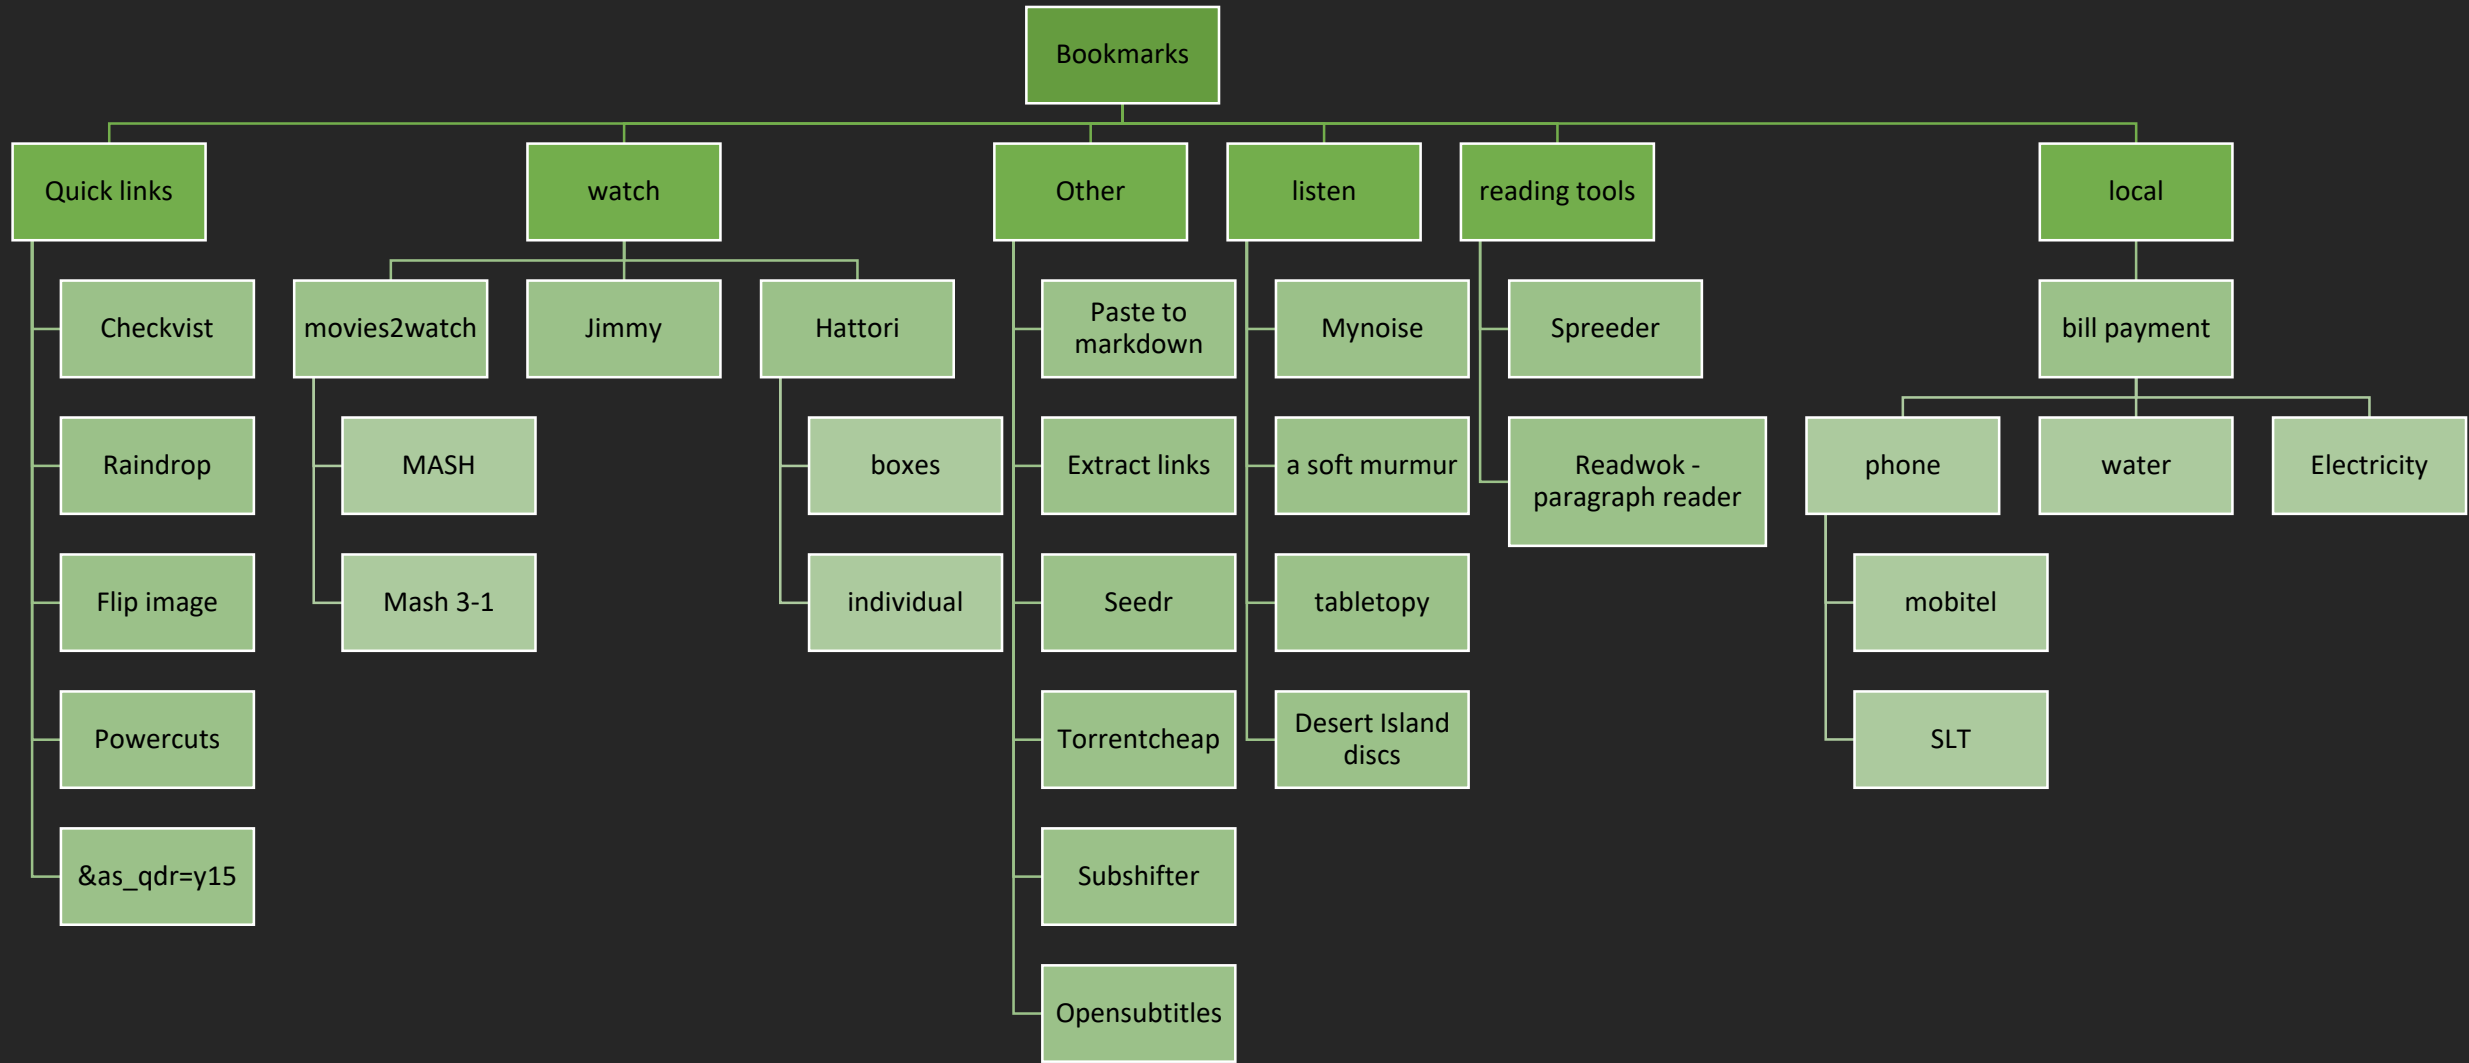 Bookmarks
Quick links
Checkvist
Raindrop
Flip image
Powercuts
&as_qdr=y15
watch
movies2watch
MASH
Mash 3-1
Jimmy
Hattori
boxes
individual
Other
Paste to
markdown
Extract links
Seedr
Torrentcheap
Subshifter
Opensubtitles
listen
Mynoise
a soft murmur
tabletopy
Desert Island
discs
reading tools
Spreeder
Readwok -
paragraph reader
local
bill payment
phone
mobitel
SLT
water
Electricity